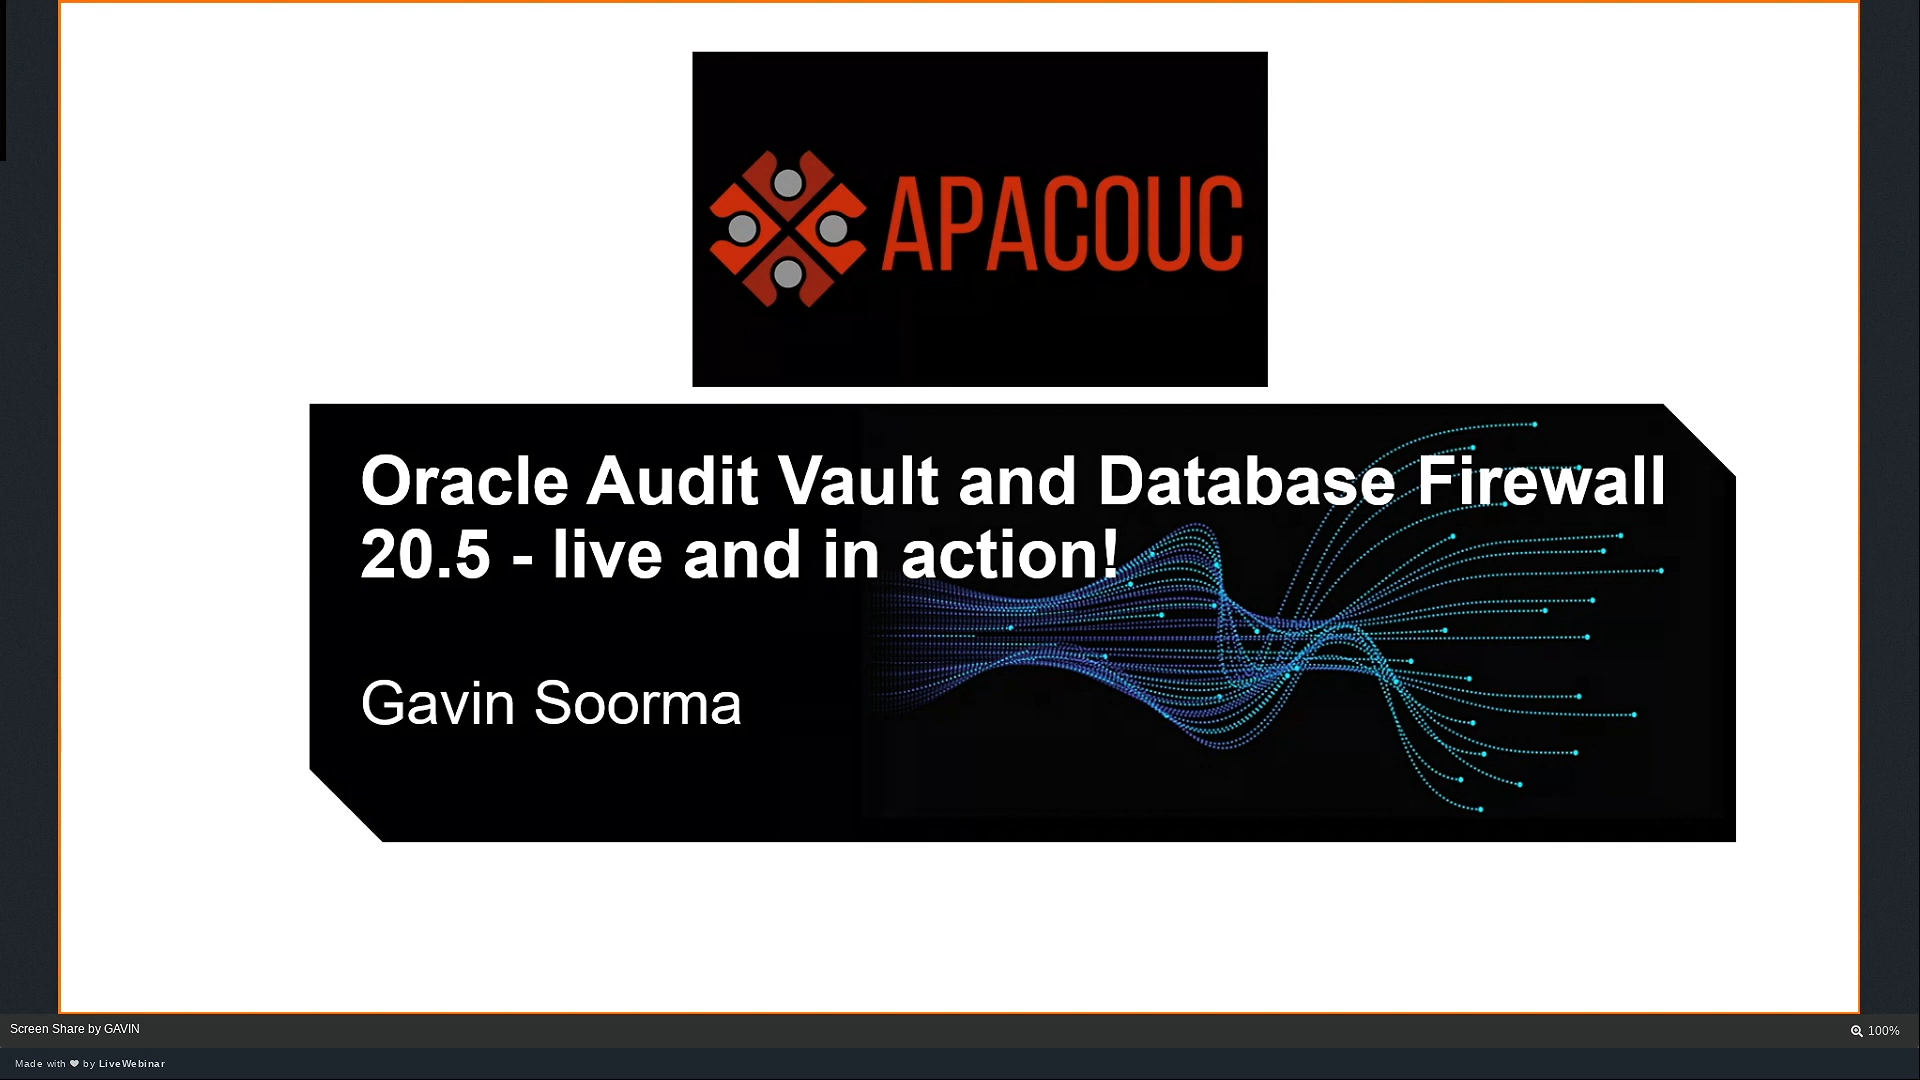 APACOUC
Oracle Audit Vault and Database Firewall
20.5 - live and in action!
Gavin Soorma
Screen Share by GAVIN
100%
Made with ❤ by LiveWebinar